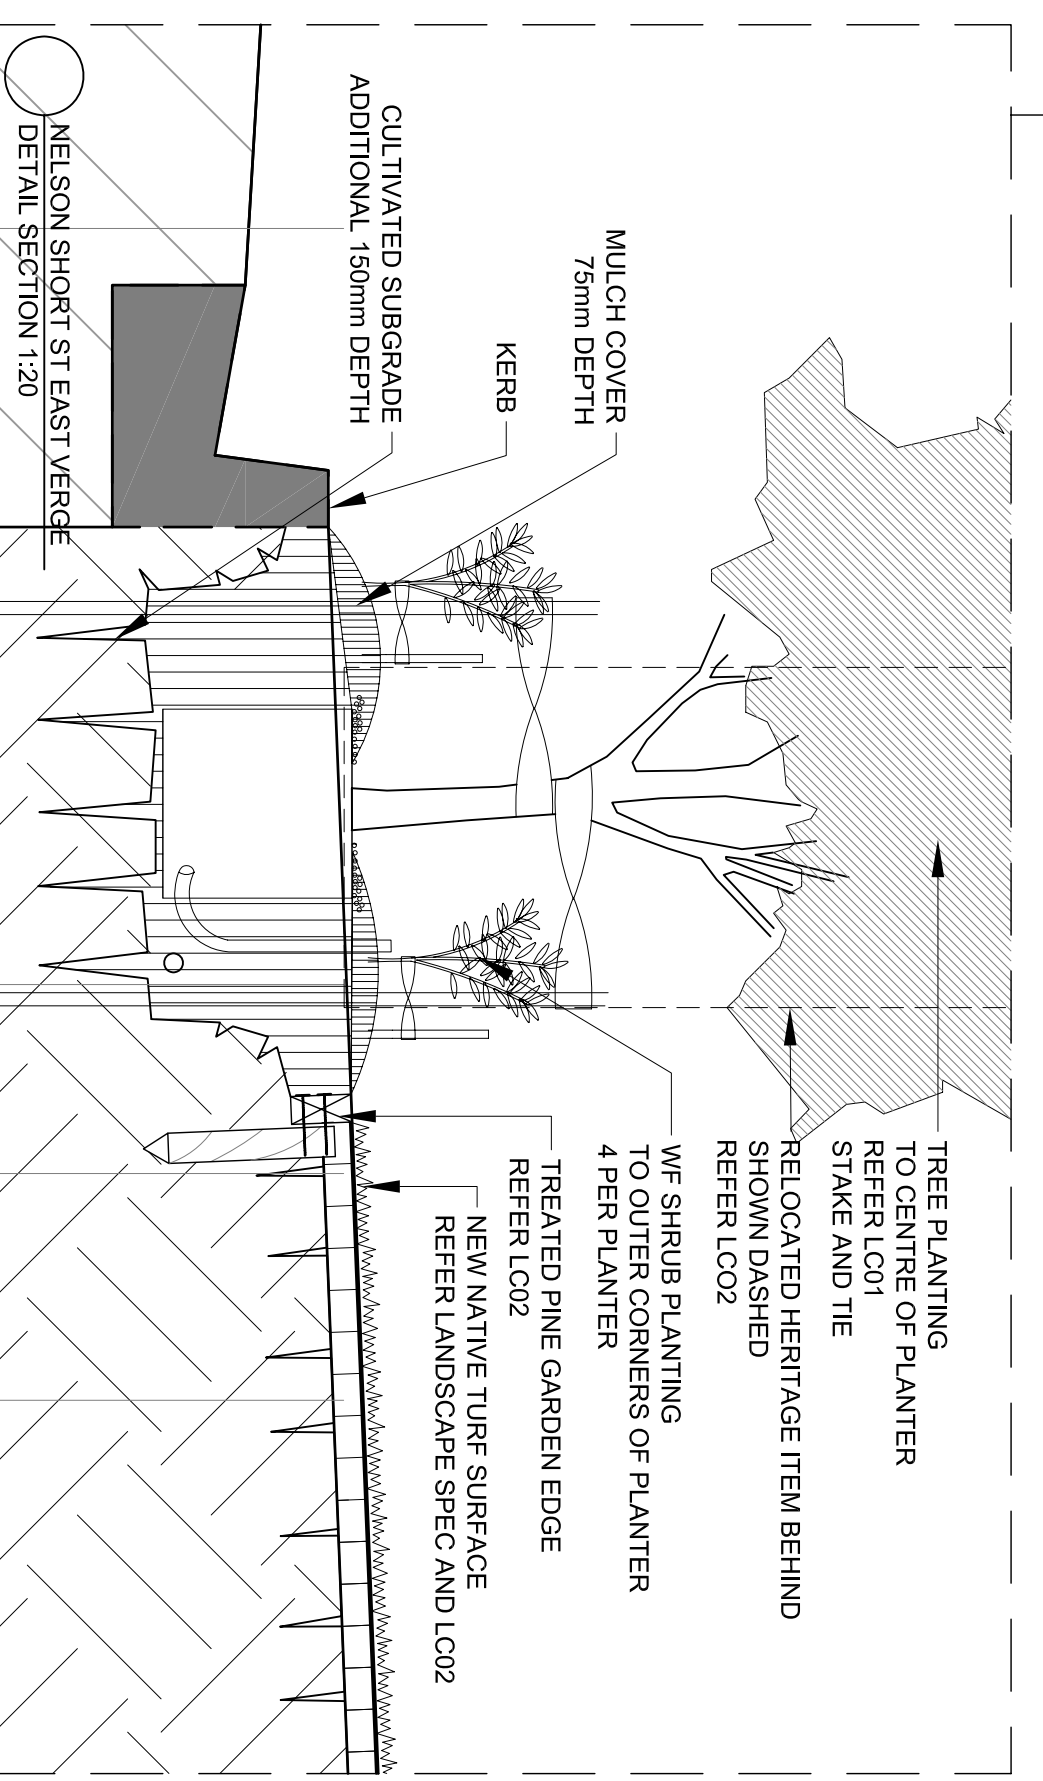 TREE PLANTING
TO CENTRE OF PLANTER
REFER LC01
STAKE AND TIE
RELOCATED HERITAGE ITEM BEHIND
SHOWN DASHED
REFER LCO2
WF SHRUB PLANTING
TO OUTER CORNERS OF PLANTER
4 PER PLANTER
TREATED PINE GARDEN EDGE
REFER LC02
NEW NATIVE TURF SURFACE
REFER LANDSCAPE SPEC AND LC02
MULCH COVER
75mm DEPTH
KERB
CULTIVATED SUBGRADE
ADDITIONAL 150mm DEPTH
NELSON SHORT ST EAST VERGE
DETAIL SECTION 1:20